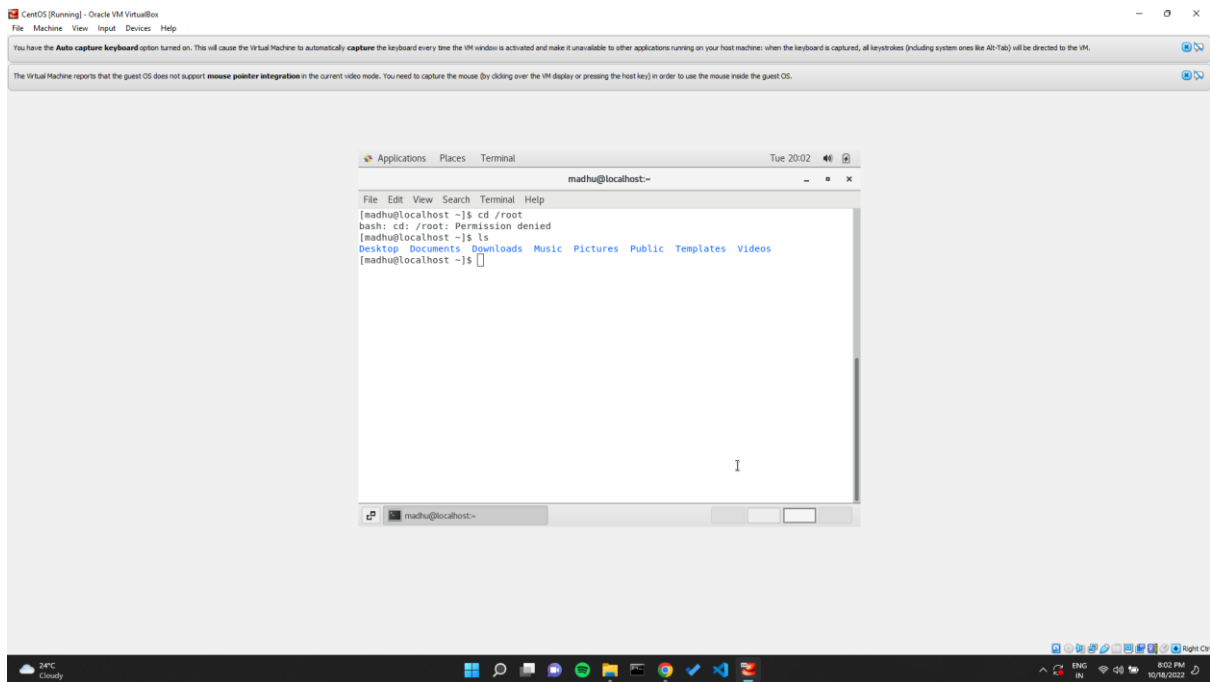 CentOS [Running] - Oracle VM VirtualBox
File Machine View Input Devices Help
You have the Auto capture keyboard option turned on. This will cause the Virtual Machine to automatically capture the keyboard every time the VM window is activated and make it unavailable to other applications running on your host machine: when the keyboard is captured, all keystrokes (including system ones like Alt-Tab) will be directed to the VM.
The Virtual Machine reports that the guest OS does not support mouse pointer integration in the current video mode. You need to capture the mouse (by clicking over the VM display or pressing the host key) in order to use the mouse inside the guest OS.
Applications Places Terminal Tue 20:02
madhu@localhost:~
File Edit View Search Terminal Help
[madhu@localhost ~]$ cd /root
bash: cd: /root: Permission denied
[madhu@localhost ~]$ ls
Desktop Documents Downloads Music Pictures Public Templates Videos
[madhu@localhost ~]$
madhu@localhost:~
Right Ctr
24°C
Cloudy
ENG
IN
8:02 PM
10/18/2022